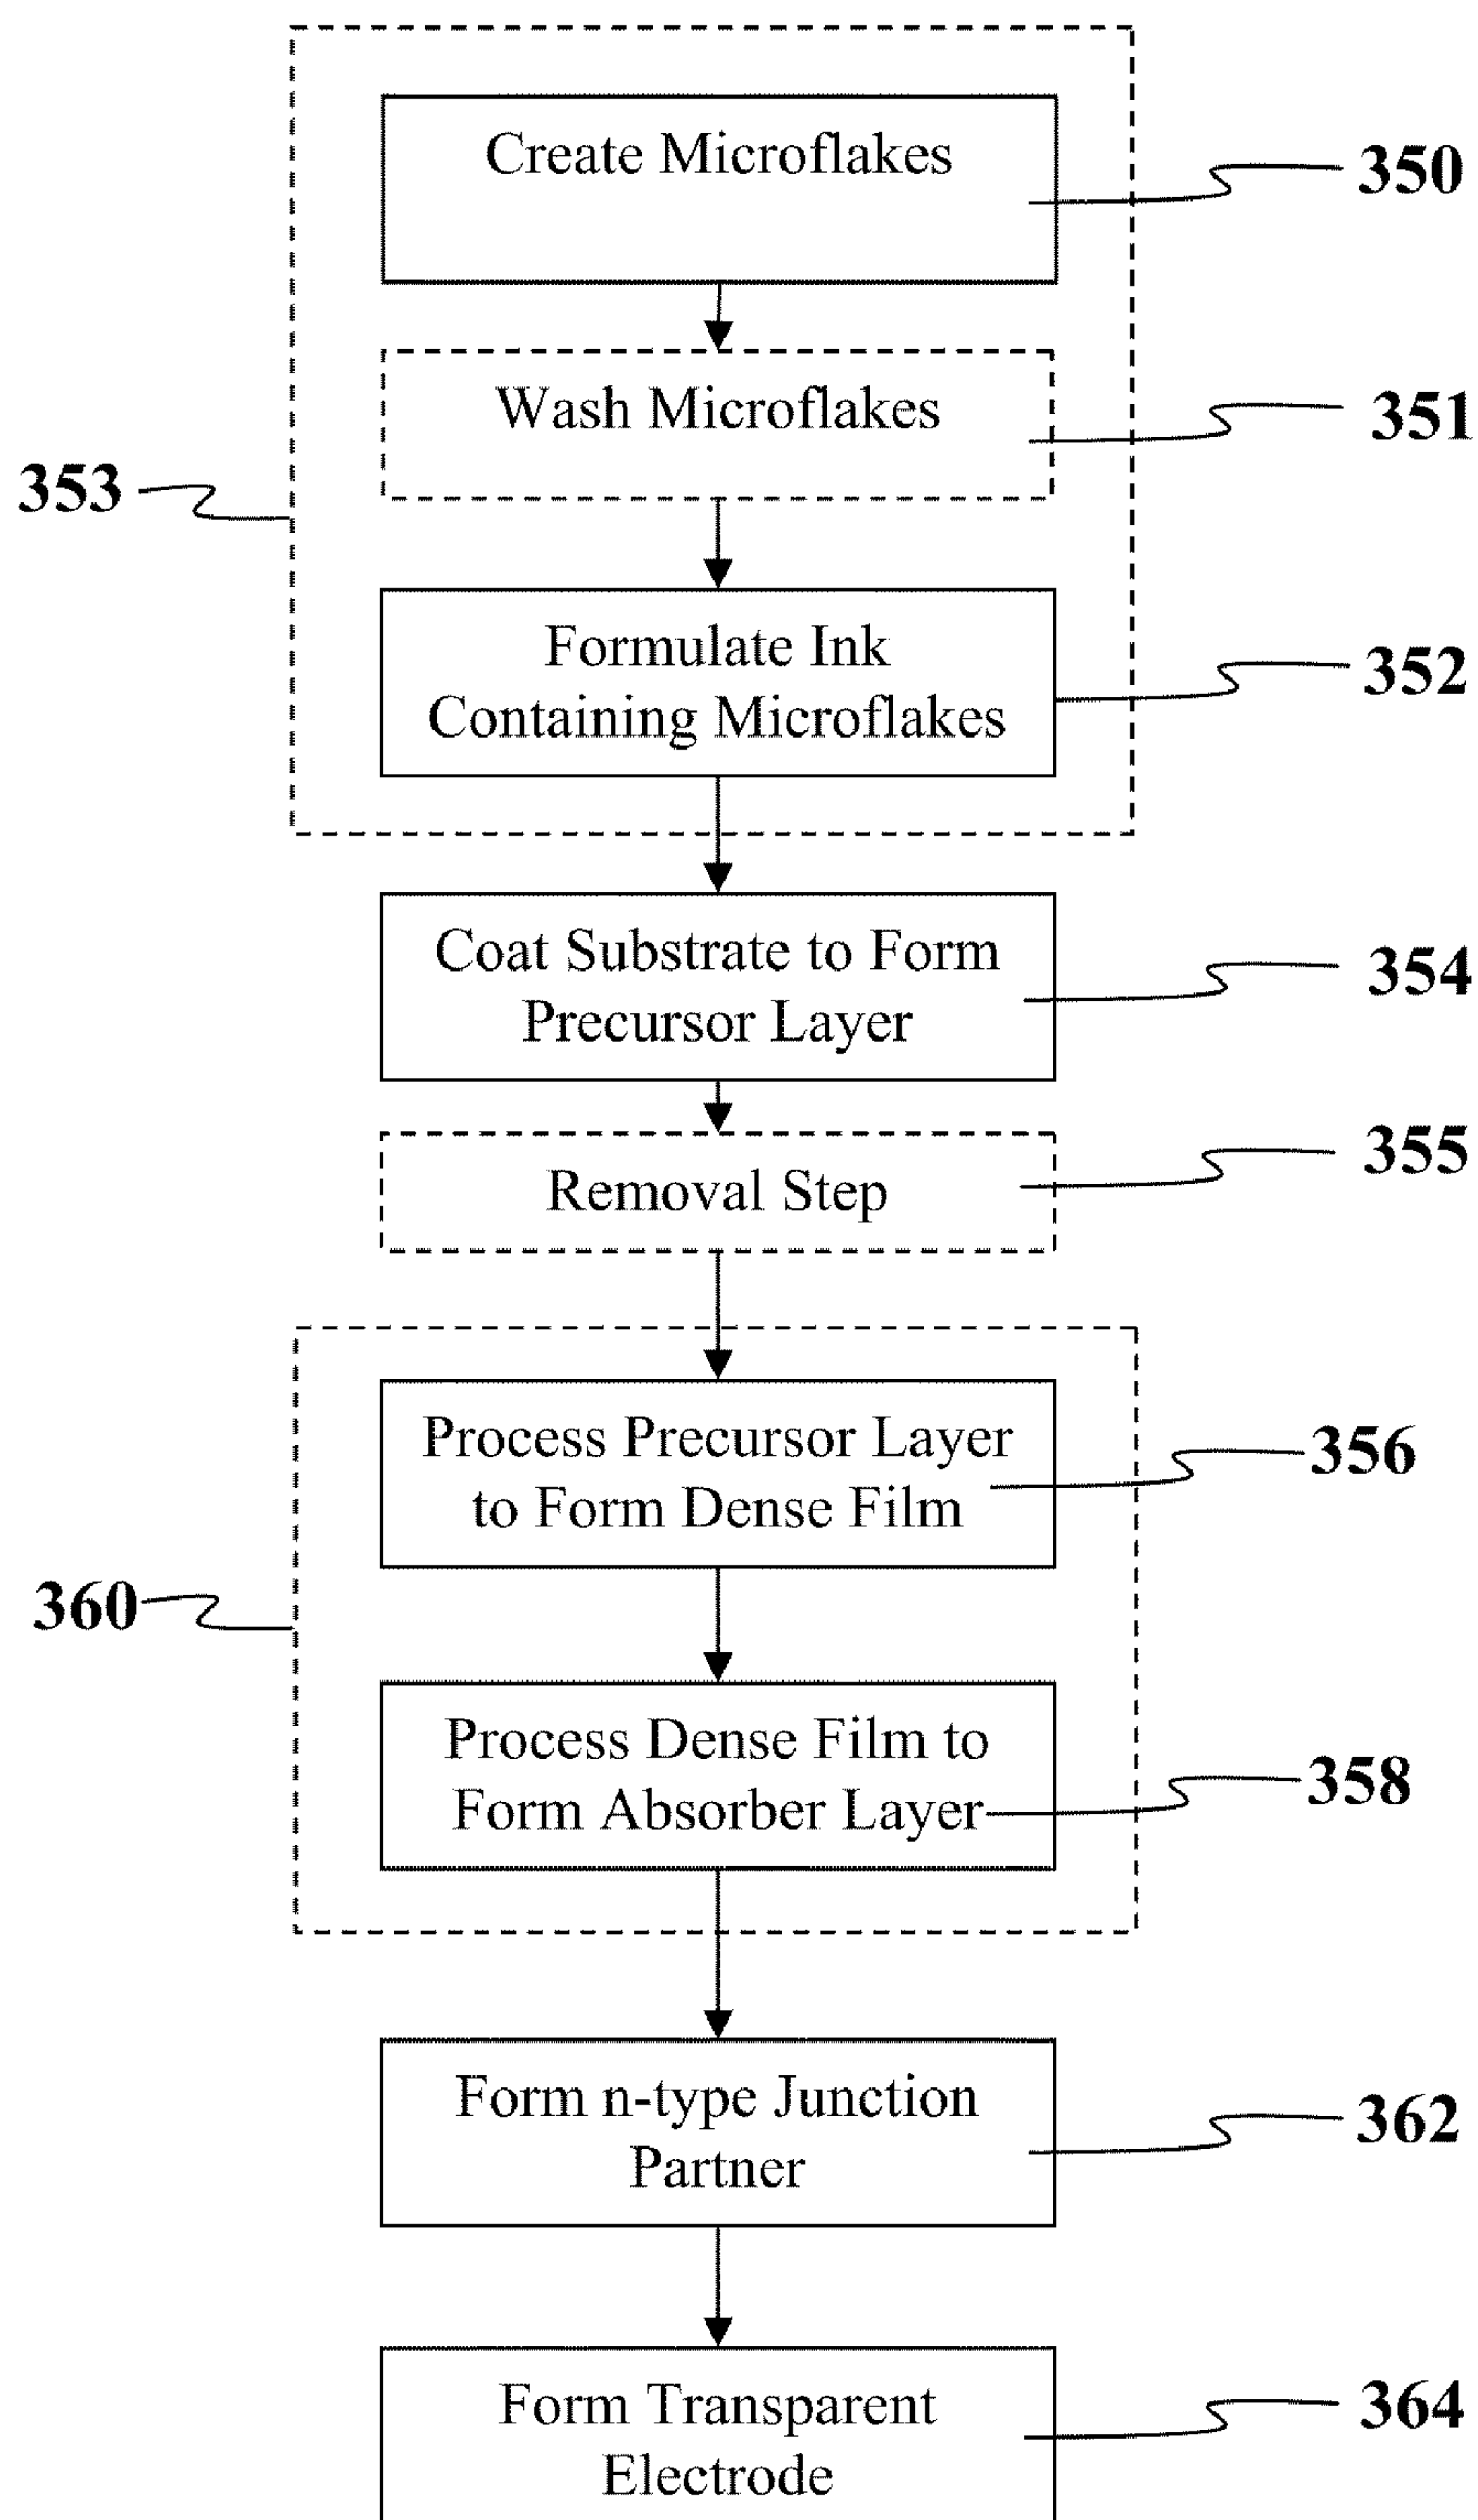 Create Microflakes
350
Wash Microflakes
351
353
Formulate Ink
Containing Microflakes
352
Coat Substrate to Form
Precursor Layer
354
Removal Step
355
Process Precursor Layer
to Form Dense Film
356
360
Process Dense Film to
Form Absorber Layer
358
Form n-type Junction
Partner
362
Form Transparent
Electrode
364